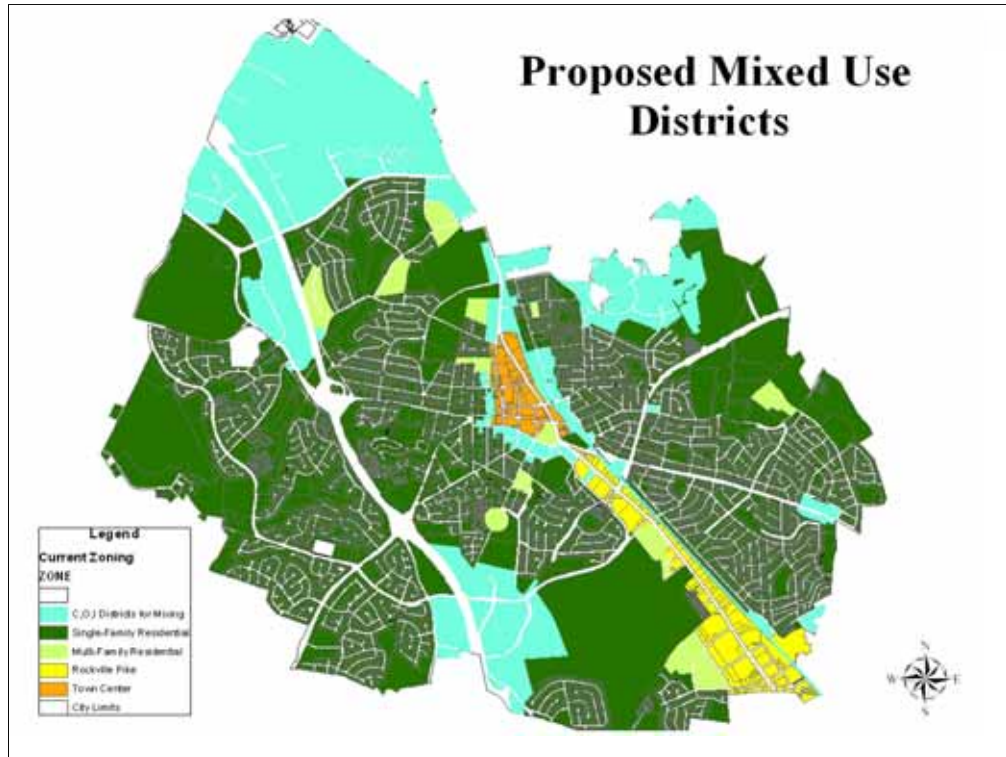 Proposed Mixed Use
Districts
Legend
Current Zoning
ZONE
C,O,I Districts for Mixing
Single-Family Residential
Multi-Family Residential
Rockville Pike
Town Center
City Limits
N
W E
S